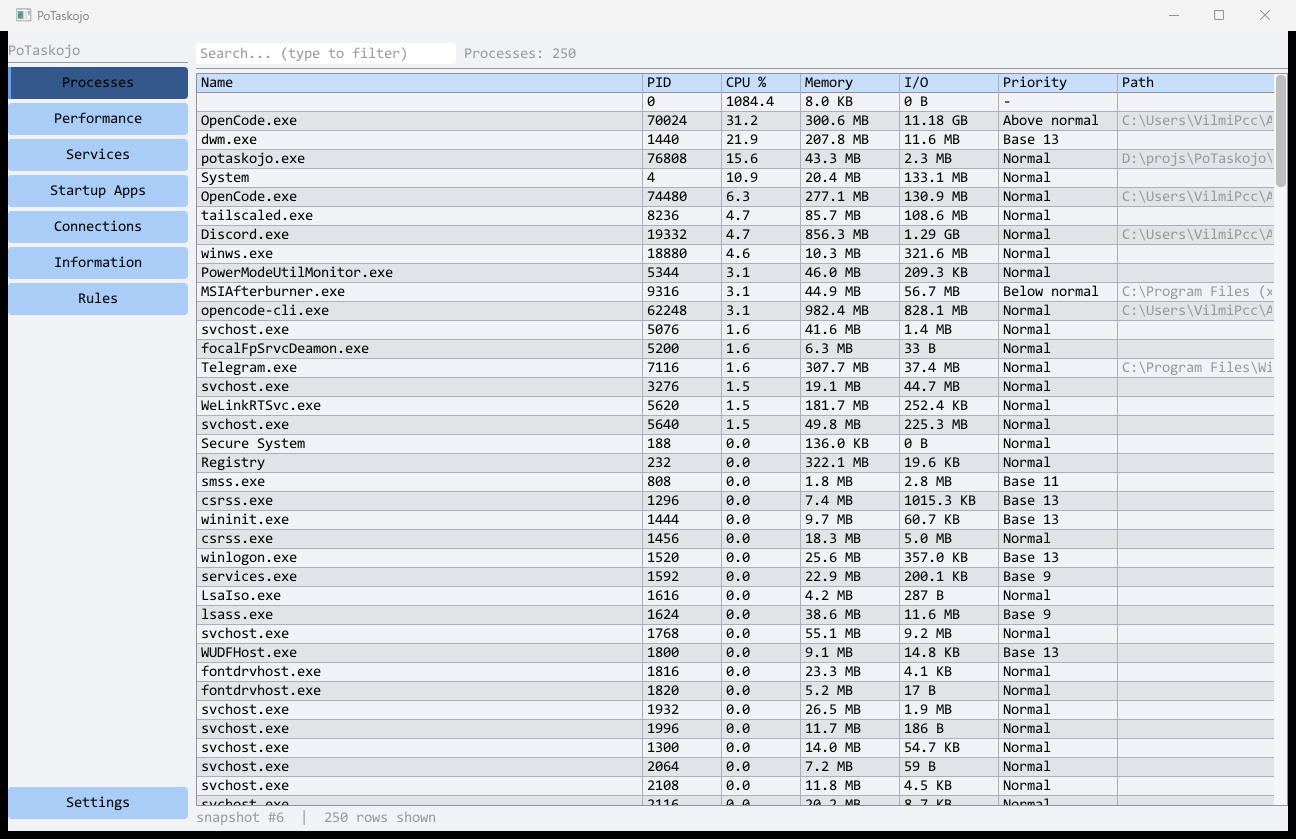 PoTaskojo
PoTaskojo
Search... (type to filter) Processes: 250
Processes
Performance
Services
Startup Apps
Connections
Information
Rules
Settings
Name PID CPU % Memory I/O Priority Path
0 1084.4 8.0 KB 0 B -
OpenCode.exe 70024 31.2 300.6 MB 11.18 GB Above normal C:\Users\VilmiPcc\A
dwm.exe 1440 21.9 207.8 MB 11.6 MB Base 13
potaskojo.exe 76808 15.6 43.3 MB 2.3 MB Normal D:\projs\PoTaskojo\
System 4 10.9 20.4 MB 133.1 MB Normal
OpenCode.exe 74480 6.3 277.1 MB 130.9 MB Normal C:\Users\VilmiPcc\A
tailscaled.exe 8236 4.7 85.7 MB 108.6 MB Normal
Discord.exe 19332 4.7 856.3 MB 1.29 GB Normal C:\Users\VilmiPcc\A
winws.exe 18880 4.6 10.3 MB 321.6 MB Normal
PowerModeUtilMonitor.exe 5344 3.1 46.0 MB 209.3 KB Normal
MSIAfterburner.exe 9316 3.1 44.9 MB 56.7 MB Below normal C:\Program Files (x
opencode-cli.exe 62248 3.1 982.4 MB 828.1 MB Normal C:\Users\VilmiPcc\A
svchost.exe 5076 1.6 41.6 MB 1.4 MB Normal
focalFpSrvcDeamon.exe 5200 1.6 6.3 MB 33 B Normal
Telegram.exe 7116 1.6 307.7 MB 37.4 MB Normal C:\Program Files\Wi
svchost.exe 3276 1.5 19.1 MB 44.7 MB Normal
WeLinkRTSvc.exe 5620 1.5 181.7 MB 252.4 KB Normal
svchost.exe 5640 1.5 49.8 MB 225.3 MB Normal
Secure System 188 0.0 136.0 KB 0 B Normal
Registry 232 0.0 322.1 MB 19.6 KB Normal
smss.exe 808 0.0 1.8 MB 2.8 MB Base 11
csrss.exe 1296 0.0 7.4 MB 1015.3 KB Base 13
wininit.exe 1444 0.0 9.7 MB 60.7 KB Base 13
csrss.exe 1456 0.0 18.3 MB 5.0 MB Normal
winlogon.exe 1520 0.0 25.6 MB 357.0 KB Base 13
services.exe 1592 0.0 22.9 MB 200.1 KB Base 9
LsaIso.exe 1616 0.0 4.2 MB 287 B Normal
lsass.exe 1624 0.0 38.6 MB 11.6 MB Base 9
svchost.exe 1768 0.0 55.1 MB 9.2 MB Normal
WUDFHost.exe 1800 0.0 9.1 MB 14.8 KB Base 13
fontdrvhost.exe 1816 0.0 23.3 MB 4.1 KB Normal
fontdrvhost.exe 1820 0.0 5.2 MB 17 B Normal
svchost.exe 1932 0.0 26.5 MB 1.9 MB Normal
svchost.exe 1996 0.0 11.7 MB 186 B Normal
svchost.exe 1300 0.0 14.0 MB 54.7 KB Normal
svchost.exe 2064 0.0 7.2 MB 59 B Normal
svchost.exe 2108 0.0 11.8 MB 4.5 KB Normal
svchost.exe 2116 0.0 20.2 MB 8.7 KB Normal
snapshot #6 | 250 rows shown